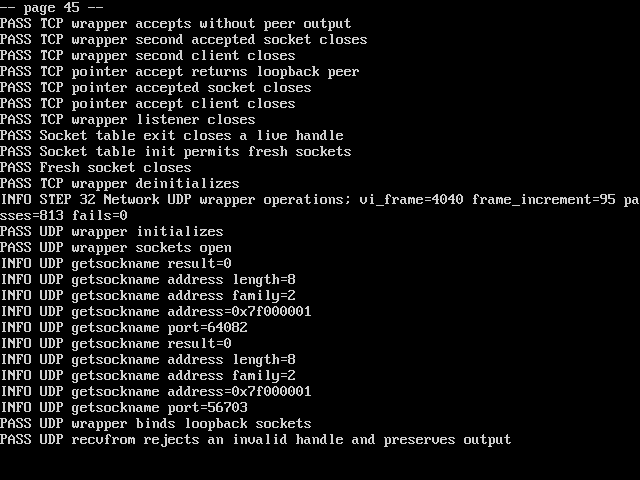 -- page 45 --
PASS TCP wrapper accepts without peer output
PASS TCP wrapper second accepted socket closes
PASS TCP wrapper second client closes
PASS TCP pointer accept returns loopback peer
PASS TCP pointer accepted socket closes
PASS TCP pointer accept client closes
PASS TCP wrapper listener closes
PASS Socket table exit closes a live handle
PASS Socket table init permits fresh sockets
PASS Fresh socket closes
PASS TCP wrapper deinitializes
INFO STEP 32 Network UDP wrapper operations; vi_frame=4040 frame_increment=95 pa
sses=813 fails=0
PASS UDP wrapper initializes
PASS UDP wrapper sockets open
INFO UDP getsockname result=0
INFO UDP getsockname address length=8
INFO UDP getsockname address family=2
INFO UDP getsockname address=0x7f000001
INFO UDP getsockname port=64082
INFO UDP getsockname result=0
INFO UDP getsockname address length=8
INFO UDP getsockname address family=2
INFO UDP getsockname address=0x7f000001
INFO UDP getsockname port=56703
PASS UDP wrapper binds loopback sockets
PASS UDP recvfrom rejects an invalid handle and preserves output